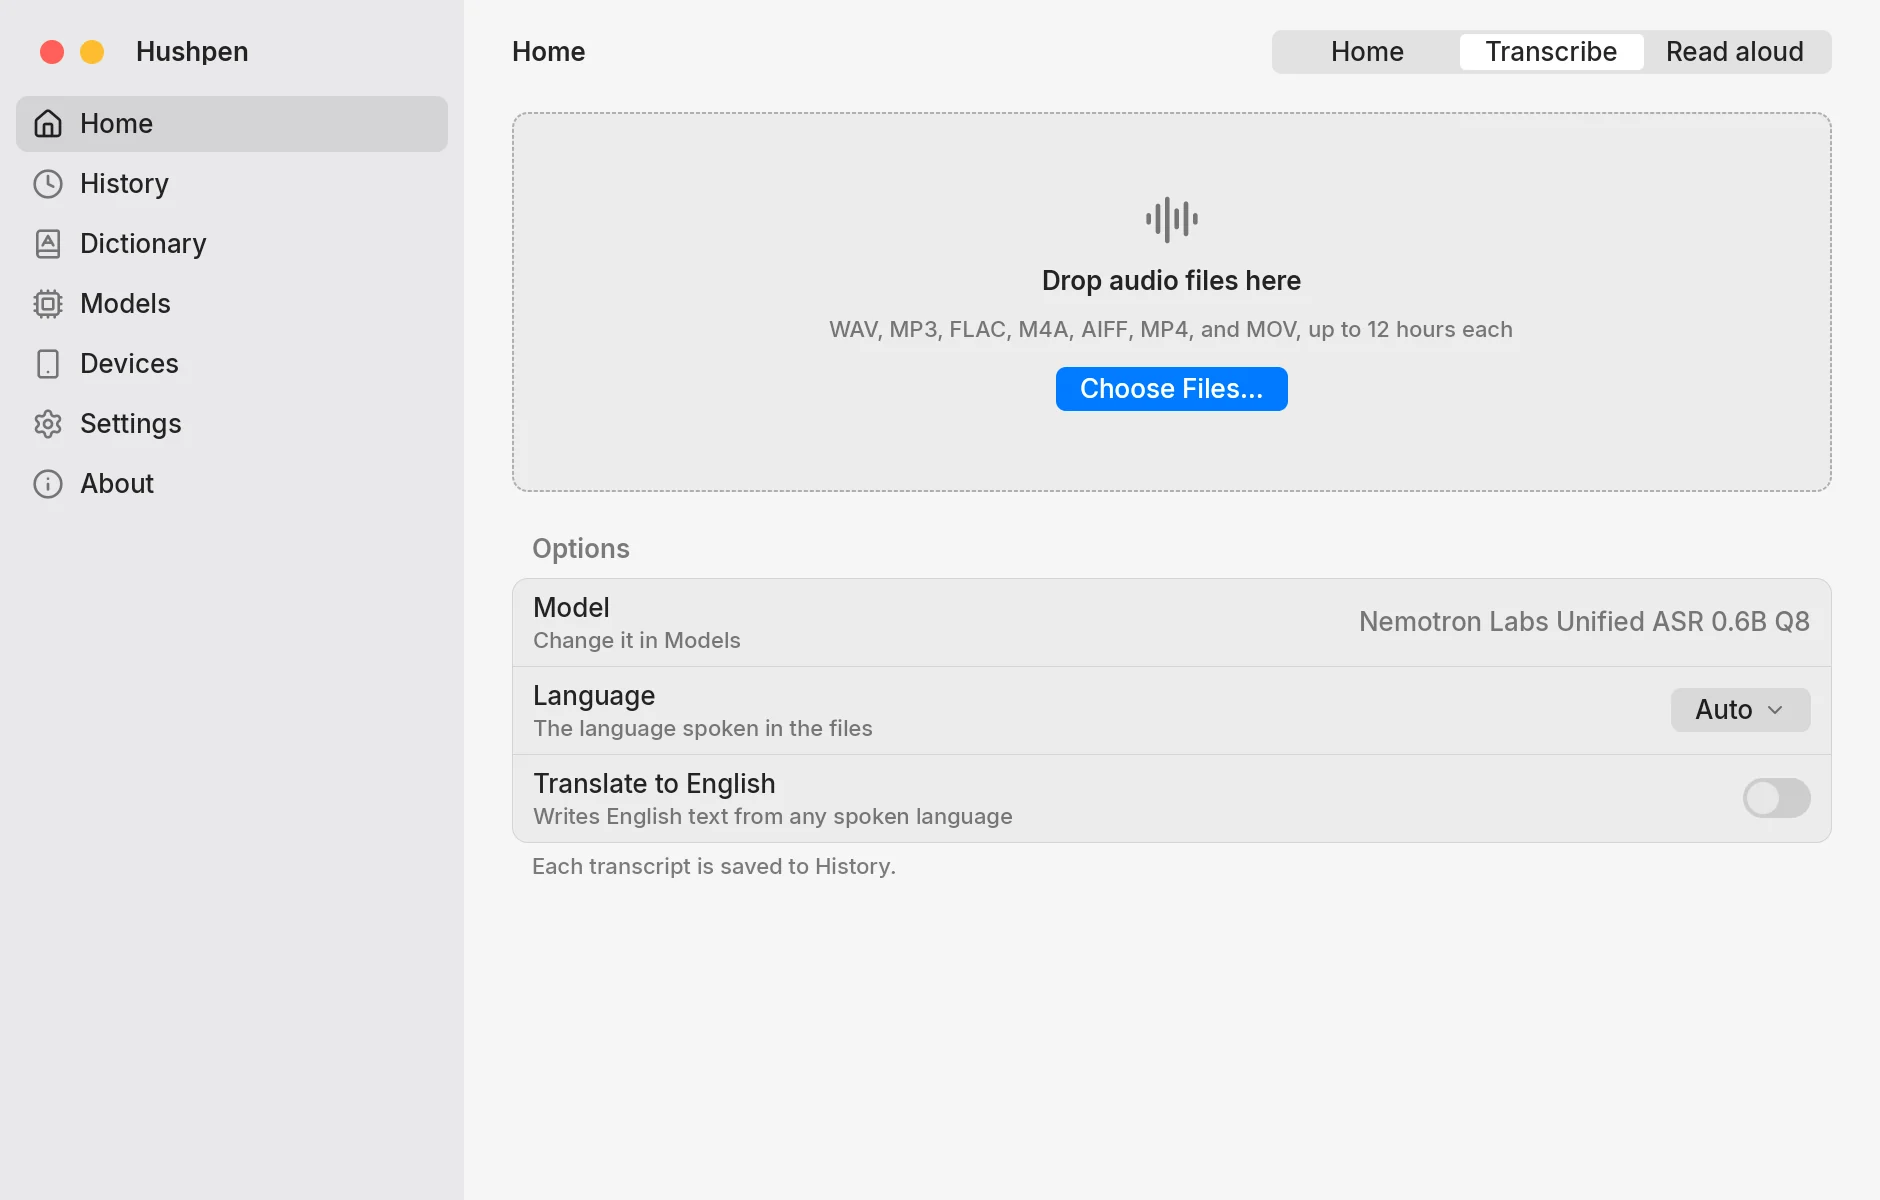 Hushpen
Home
History
Dictionary
Models
Devices
Settings
About
Home
Home
Transcribe
Read aloud
Drop audio files here
WAV, MP3, FLAC, M4A, AIFF, MP4, and MOV, up to 12 hours each
Choose Files...
Options
Model
Change it in Models
Nemotron Labs Unified ASR 0.6B Q8
Language
The language spoken in the files
Auto
Translate to English
Writes English text from any spoken language
Each transcript is saved to History.